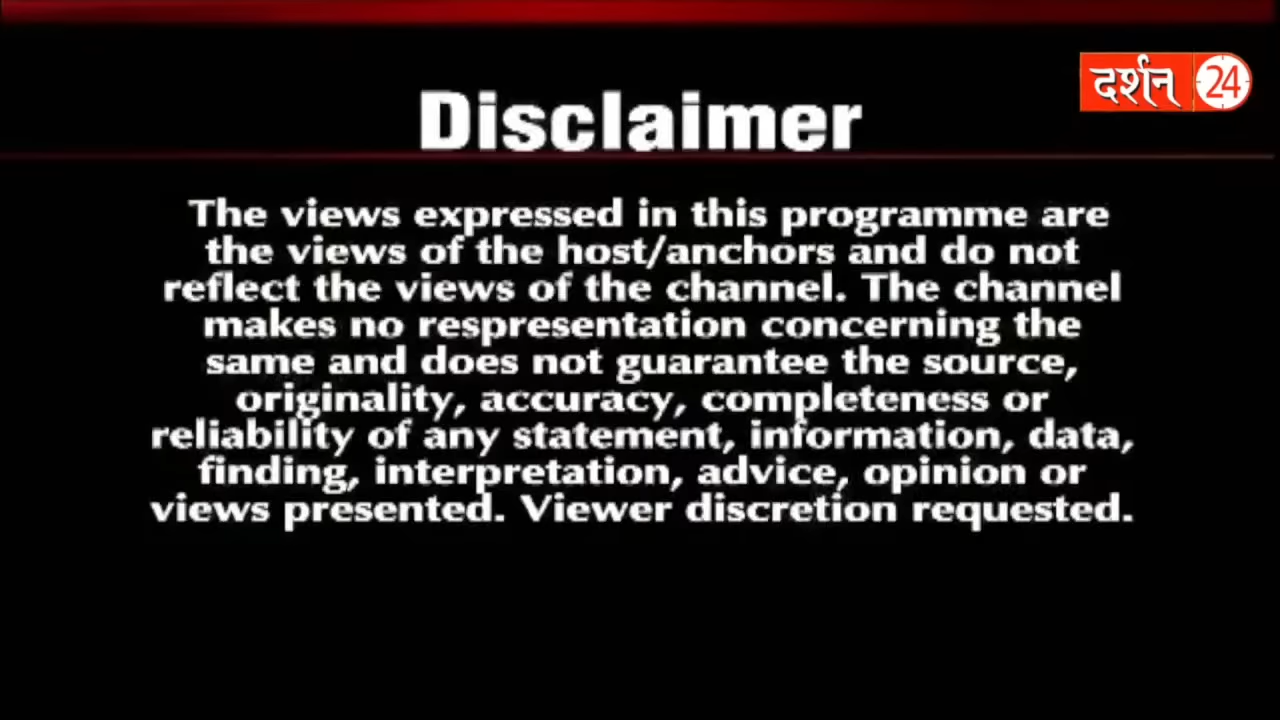 दर्शन 24
Disclaimer
The views expressed in this programme are
the views of the host/anchors and do not
reflect the views of the channel. The channel
makes no respresentation concerning the
same and does not guarantee the source,
originality, accuracy, completeness or
reliability of any statement, information, data,
finding, interpretation, advice, opinion or
views presented. Viewer discretion requested.